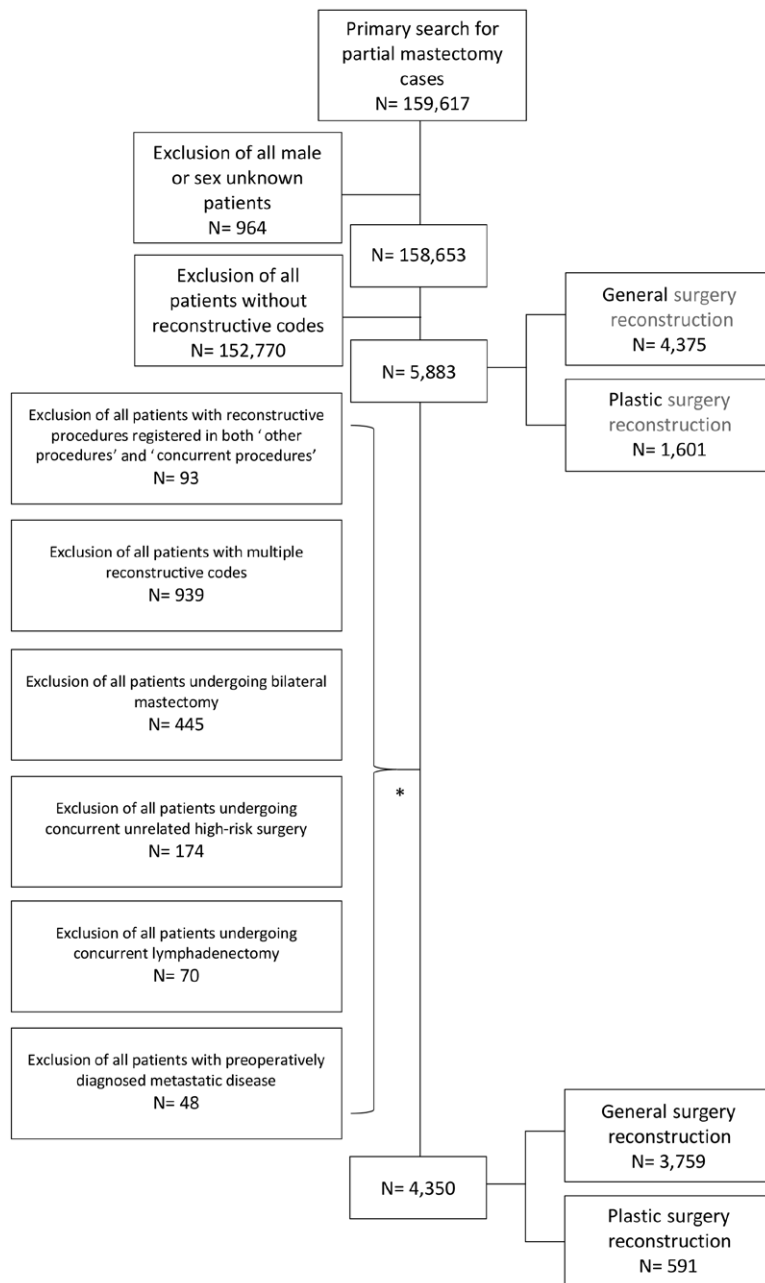 Primary search for
partial mastectomy
cases
N= 159,617
Exclusion of all male
or sex unknown
patients
N= 964
N= 158,653
Exclusion of all
patients without
reconstructive codes
N= 152,770
N= 5,883
General surgery
reconstruction
N= 4,375
Plastic surgery
reconstruction
N= 1,601
Exclusion of all patients with reconstructive
procedures registered in both ‘other
procedures’ and ‘concurrent procedures’
N= 93
Exclusion of all patients with multiple
reconstructive codes
N= 939
Exclusion of all patients undergoing bilateral
mastectomy
N= 445
*
Exclusion of all patients undergoing
concurrent unrelated high-risk surgery
N= 174
Exclusion of all patients undergoing
concurrent lymphadenectomy
N= 70
Exclusion of all patients with preoperatively
diagnosed metastatic disease
N= 48
N= 4,350
General surgery
reconstruction
N= 3,759
Plastic surgery
reconstruction
N= 591